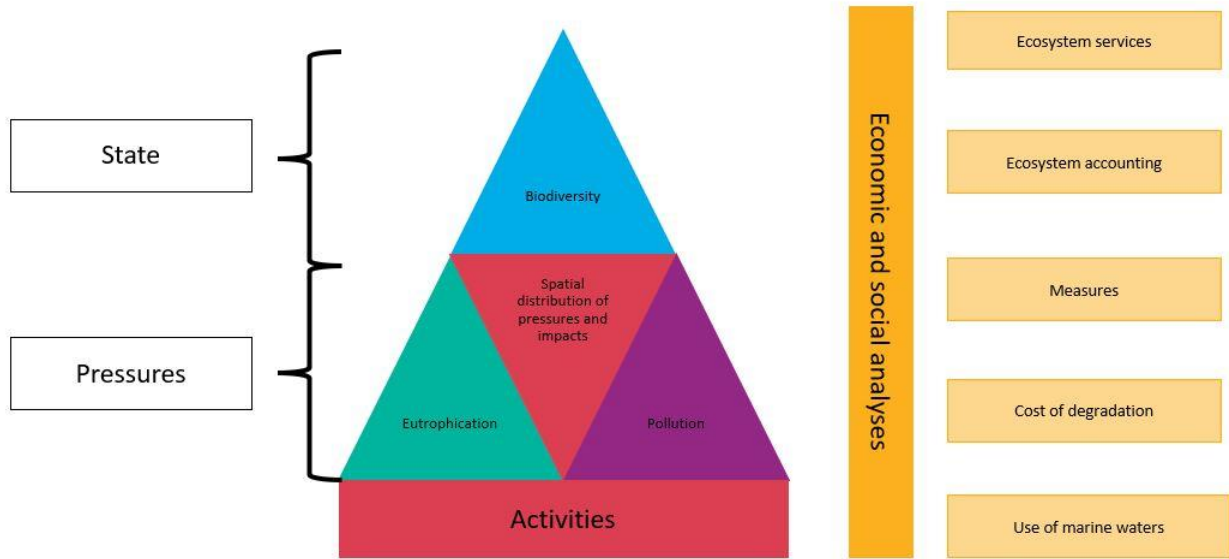 State
Pressures
Biodiversity
Spatial
distribution of
pressures and
impacts
Eutrophication
Pollution
Activities
Economic and social analyses
Ecosystem services
Ecosystem accounting
Measures
Cost of degradation
Use of marine waters